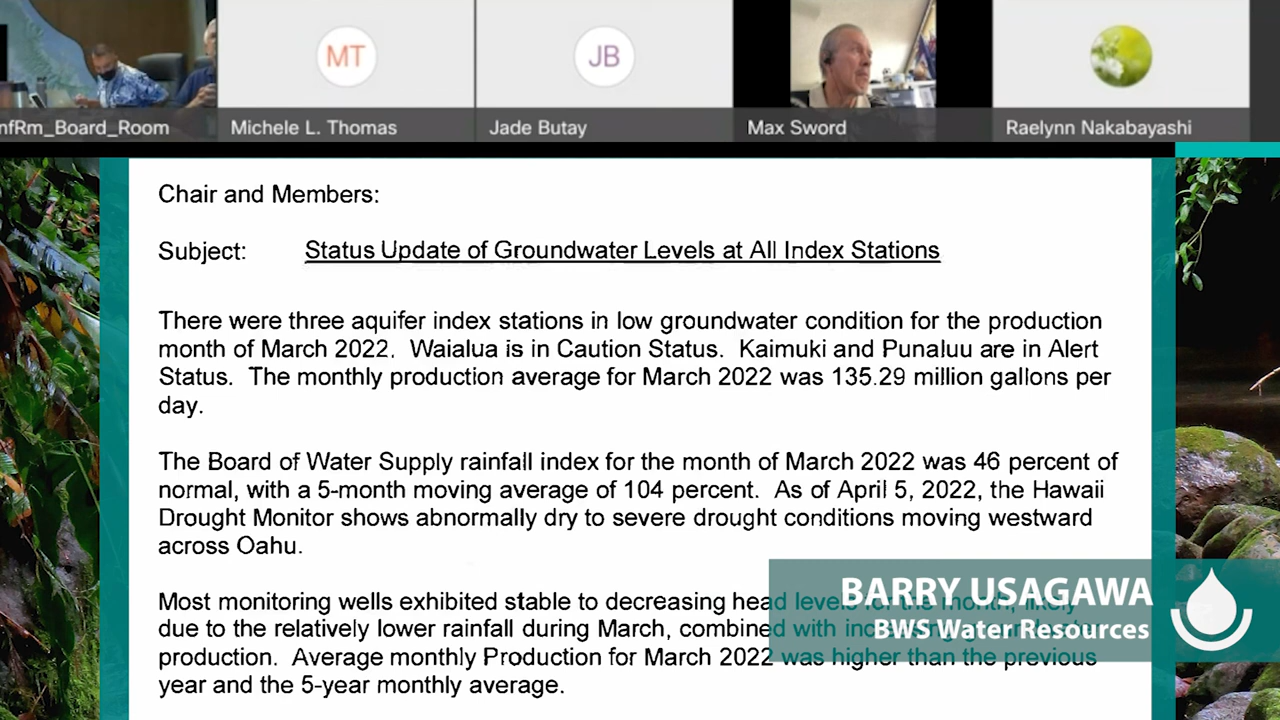 nfRm_Board_Room
MT
Michele L. Thomas
JB
Jade Butay
Max Sword
Raelynn Nakabayashi
Chair and Members:
Subject: Status Update of Groundwater Levels at All Index Stations
There were three aquifer index stations in low groundwater condition for the production
month of March 2022. Waialua is in Caution Status. Kaimuki and Punaluu are in Alert
Status. The monthly production average for March 2022 was 135.29 million gallons per
day.
The Board of Water Supply rainfall index for the month of March 2022 was 46 percent of
normal, with a 5-month moving average of 104 percent. As of April 5, 2022, the Hawaii
Drought Monitor shows abnormally dry to severe drought conditions moving westward
across Oahu.
Most monitoring wells exhibited stable to decreasing head levels for the month, likely
due to the relatively lower rainfall during March, combined with
production. Average monthly Production for March 2022 was higher than the previous
year and the 5-year monthly average.
BARRY USAGAWA
BWS Water Resources